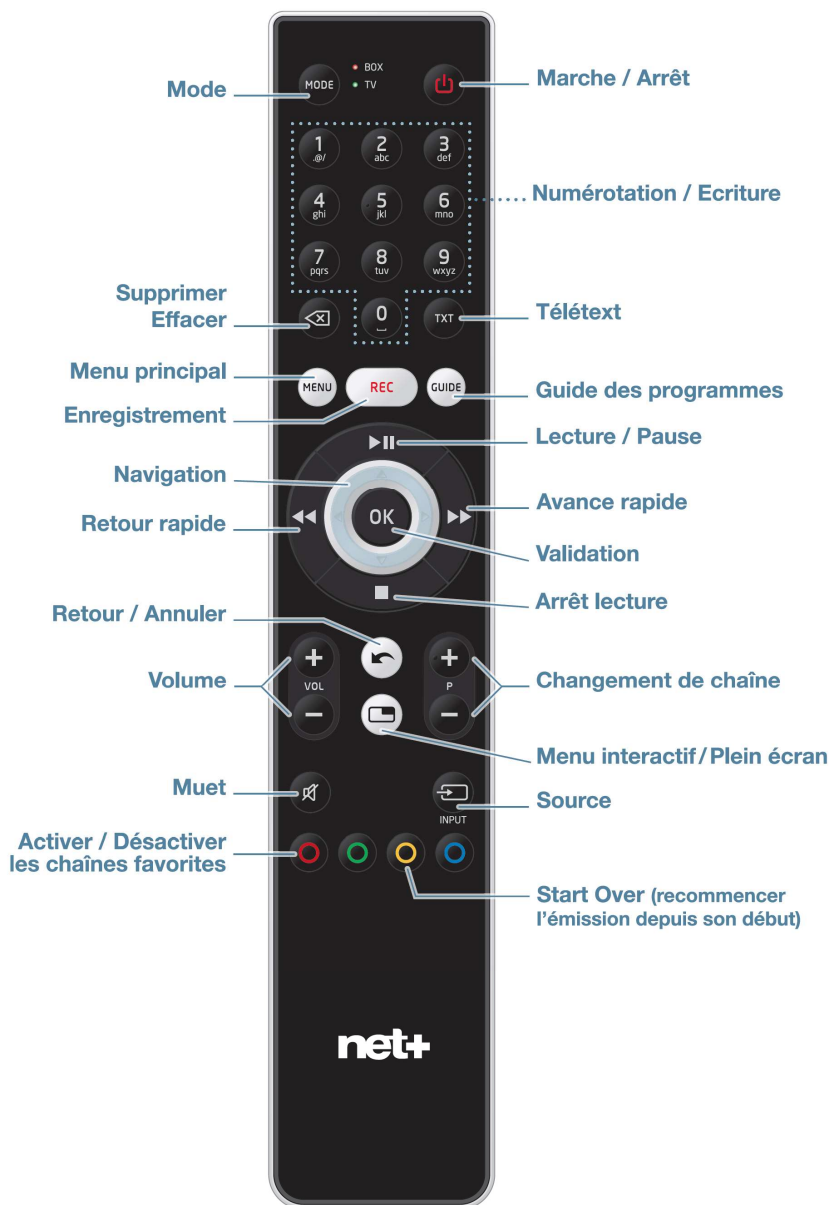 BOX
MODE
TV
Mode
Marche / Arrêt
1
.@/
2
abc
3
def
Numérotation / Ecriture
4
ghi
5
jkl
6
mno
7
pqrs
8
tuv
9
wxyz
Supprimer
Effacer
0
TXT
Télétext
Menu principal
MENU
REC
GUIDE
Guide des programmes
Enregistrement
Lecture / Pause
Navigation
Avance rapide
Retour rapide
OK
Validation
Arrêt lecture
Retour / Annuler
+
+
Volume
VOL
P
Changement de chaîne
−
−
Menu interactif / Plein écran
Muet
Source
INPUT
Activer / Désactiver
les chaînes favorites
Start Over (recommencer
l’émission depuis son début)
net+